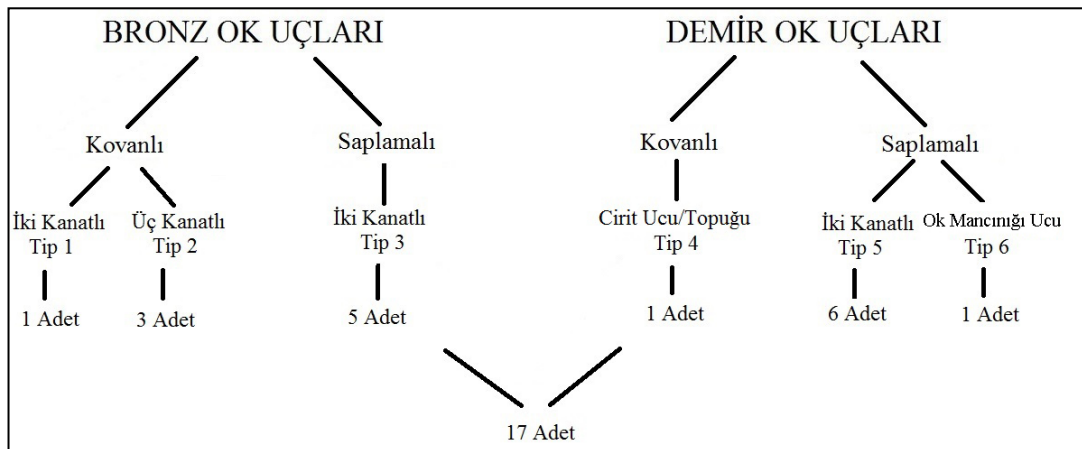 BRONZ OK UÇLARI
DEMİR OK UÇLARI
Kovanlı
Saplamalı
Kovanlı
Saplamalı
İki Kanatlı
Tip 1
Üç Kanatlı
Tip 2
İki Kanatlı
Tip 3
Cirit Ucu/Topuğu
Tip 4
İki Kanatlı
Tip 5
Ok Mancınığı Ucu
Tip 6
1 Adet
3 Adet
5 Adet
1 Adet
6 Adet
1 Adet
17 Adet